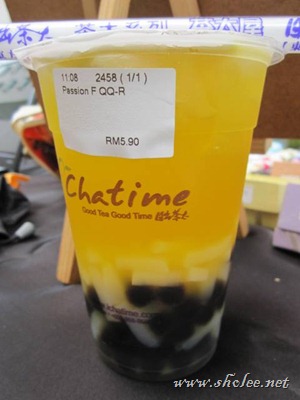 11:08 2458 ( 1/1 )
Passion F QQ-R
RM5.90
Chatime
Good Tea Good Time
www.shclee.net